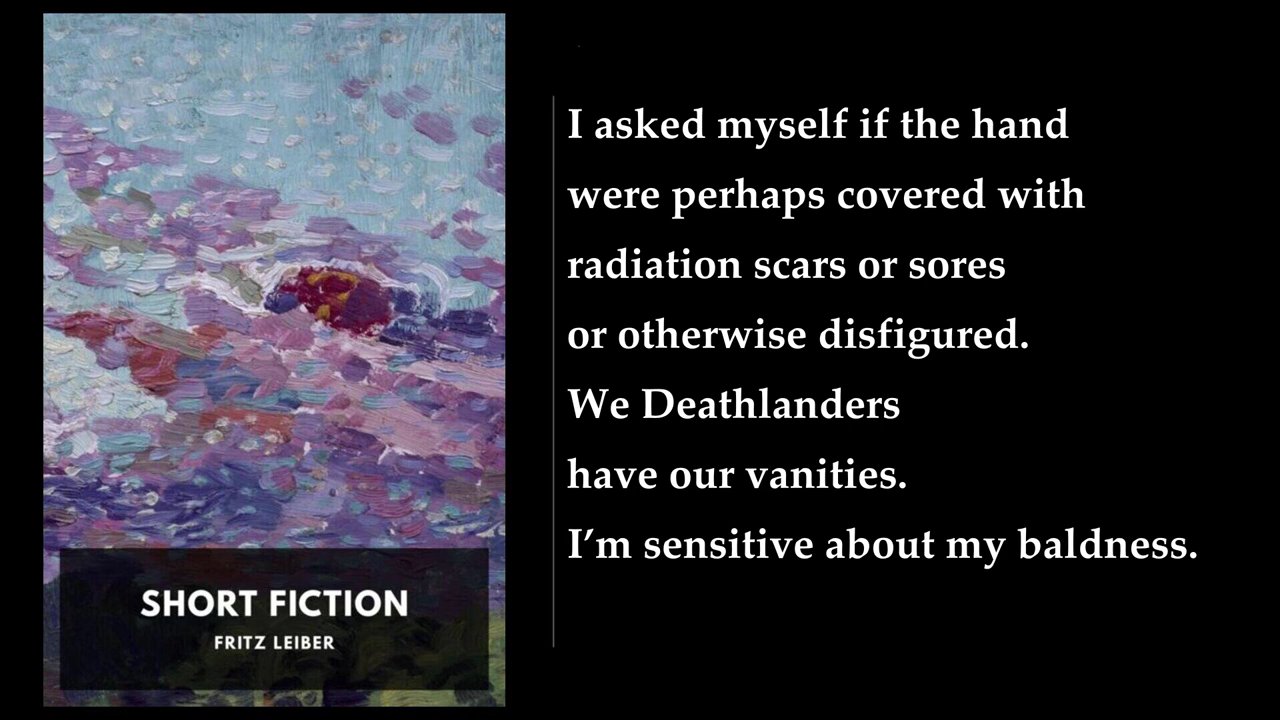 I asked myself if the hand
were perhaps covered with
radiation scars or sores
or otherwise disfigured.
We Deathlanders
have our vanities.
I’m sensitive about my baldness.
SHORT FICTION
FRITZ LEIBER